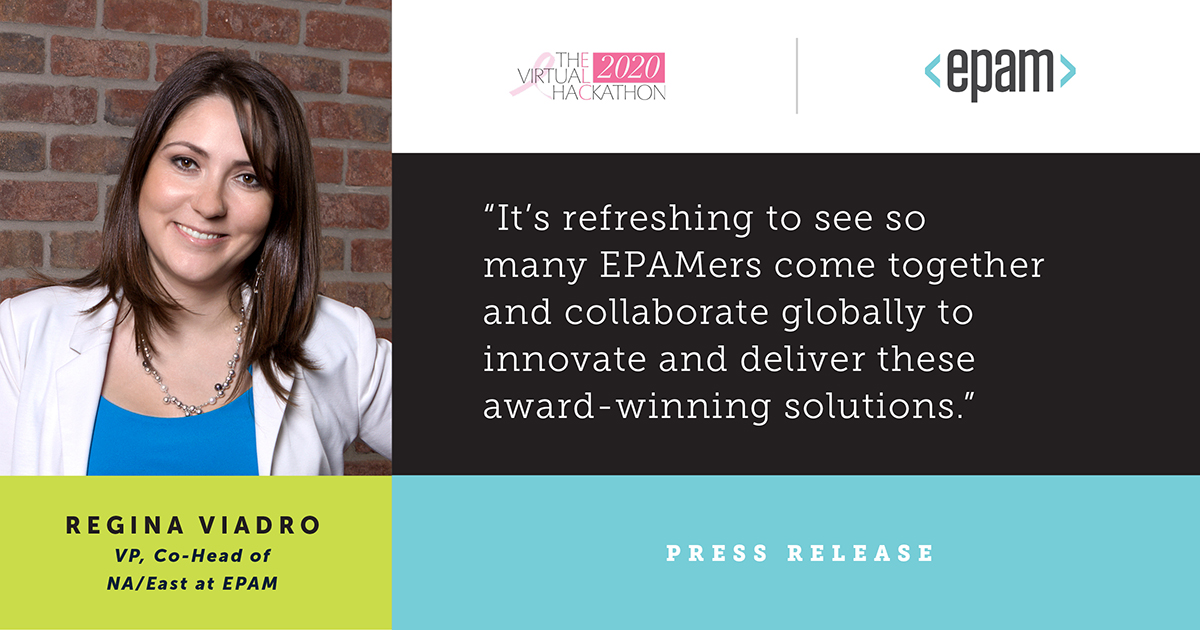 THE
VIRTUAL 2020
HACKATHON
<epam>
“It’s refreshing to see so
many EPAMers come together
and collaborate globally to
innovate and deliver these
award-winning solutions.”
REGINA VIADRO
VP, Co-Head of
NA/East at EPAM
PRESS RELEASE